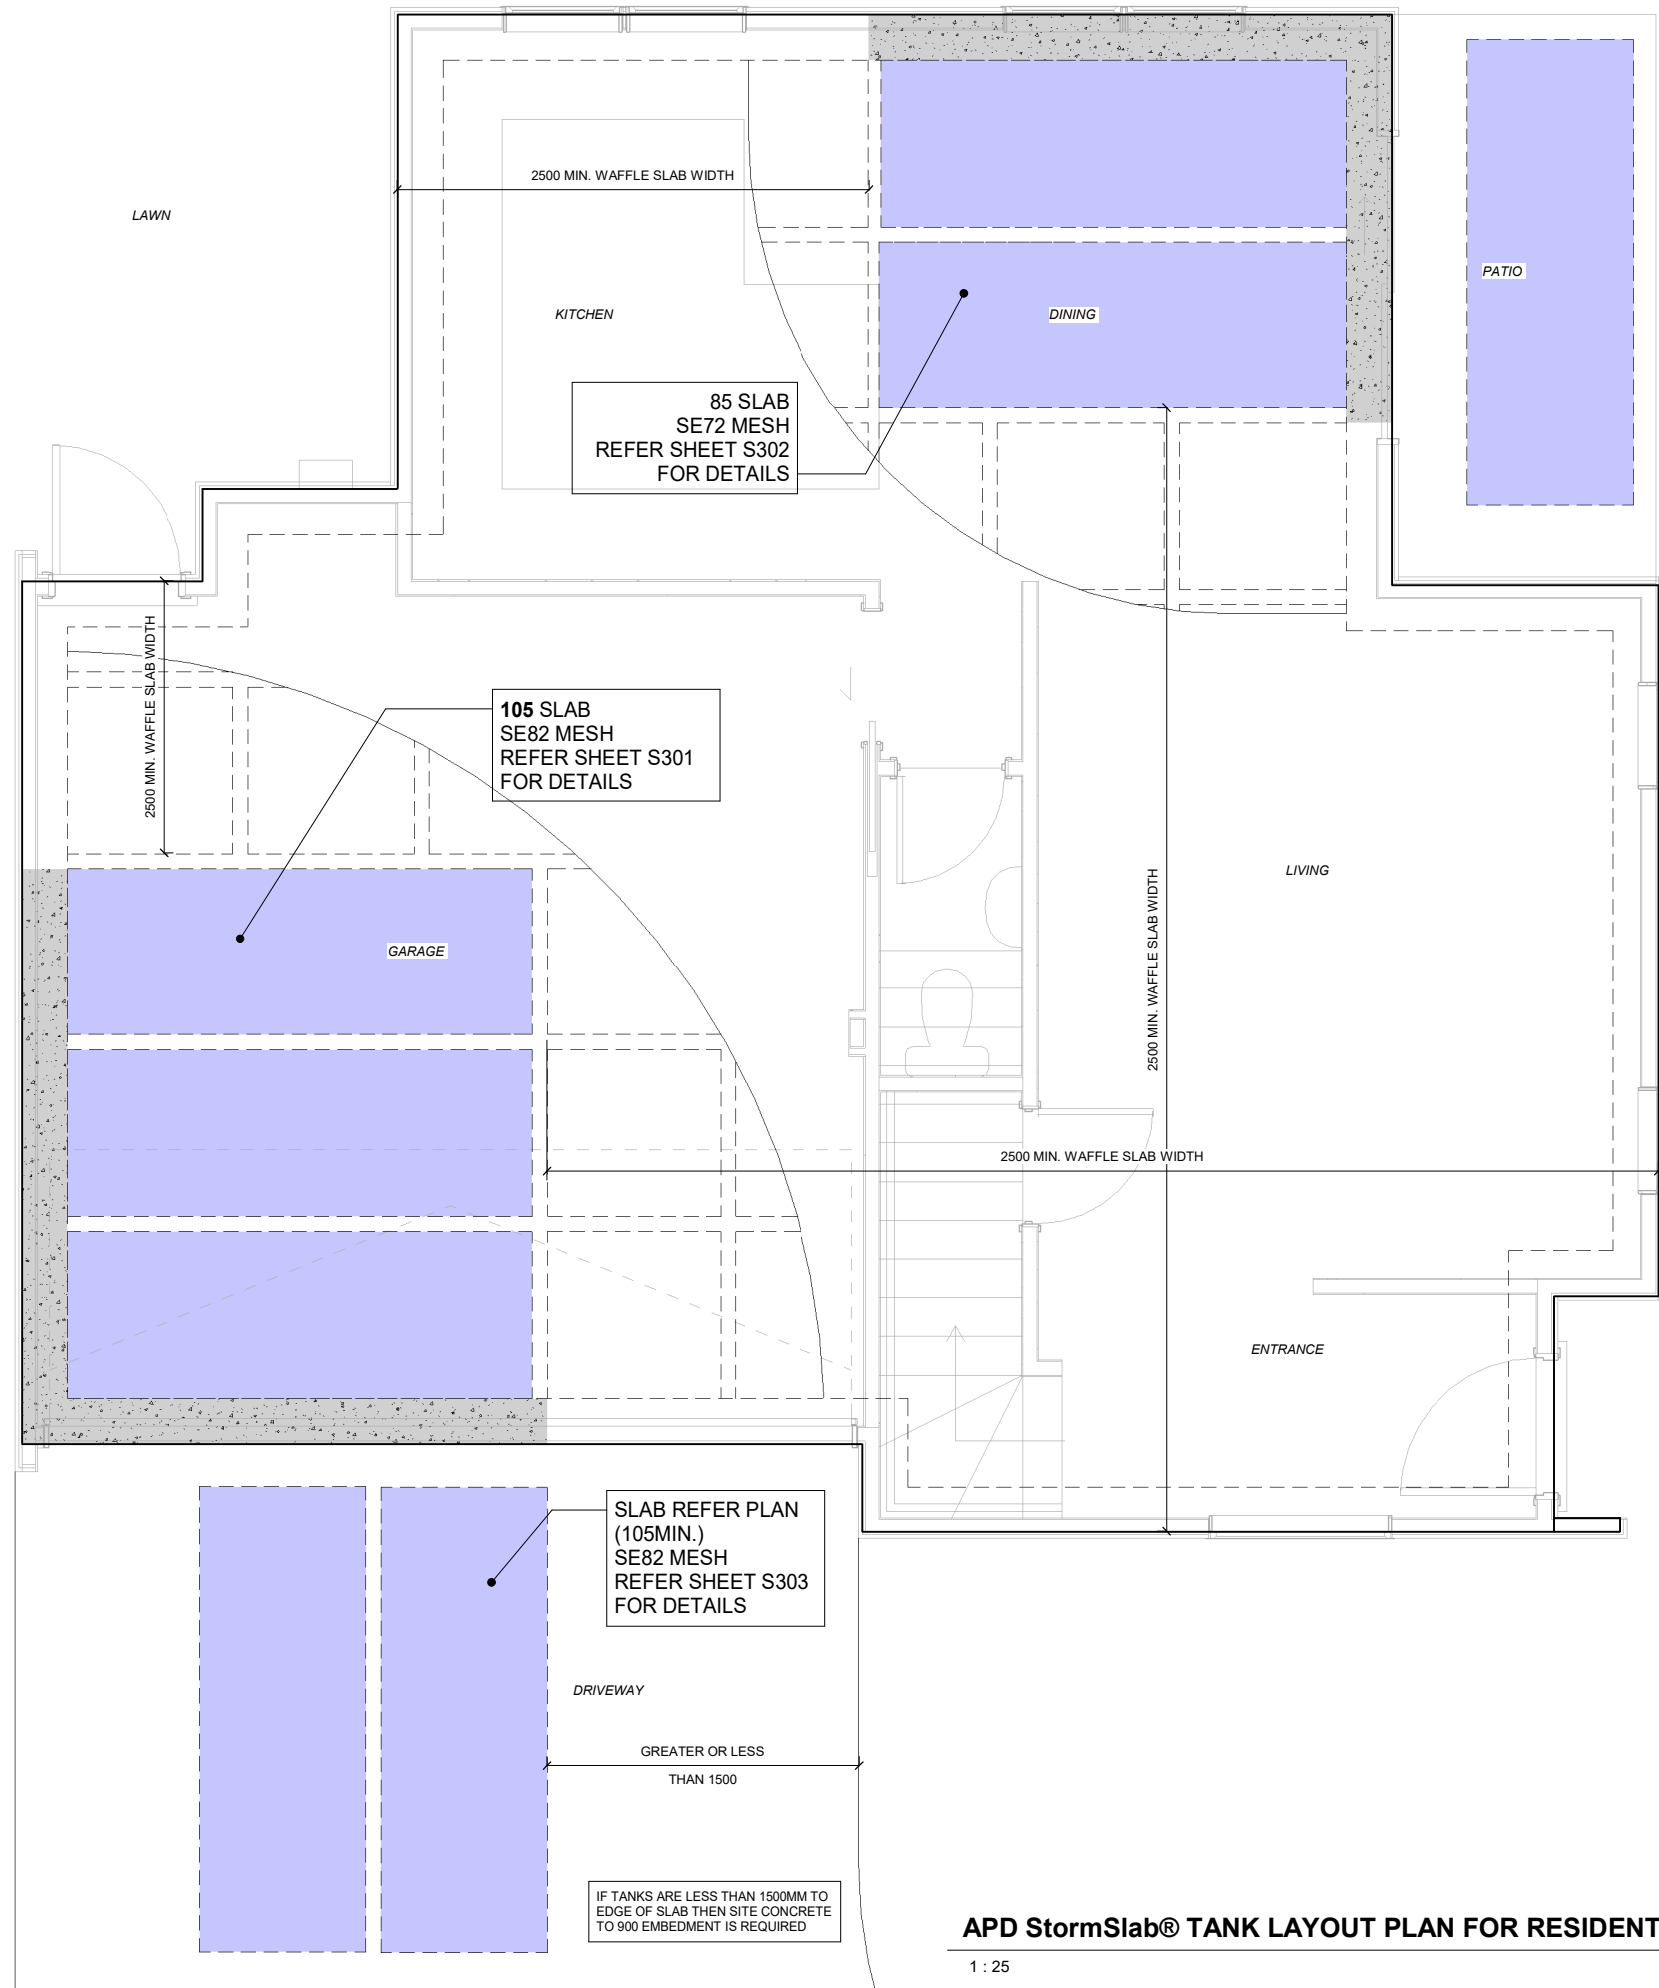 2500 MIN. WAFFLE SLAB WIDTH
LAWN
PATIO
KITCHEN
DINING
85 SLAB
SE72 MESH
REFER SHEET S302
FOR DETAILS
2500 MIN. WAFFLE SLAB WIDTH
105 SLAB
SE82 MESH
REFER SHEET S301
FOR DETAILS
LIVING
GARAGE
2500 MIN. WAFFLE SLAB WIDTH
2500 MIN. WAFFLE SLAB WIDTH
ENTRANCE
SLAB REFER PLAN
(105MIN.)
SE82 MESH
REFER SHEET S303
FOR DETAILS
DRIVEWAY
GREATER OR LESS
THAN 1500
IF TANKS ARE LESS THAN 1500MM TO
EDGE OF SLAB THEN SITE CONCRETE
TO 900 EMBEDMENT IS REQUIRED
APD StormSlab® TANK LAYOUT PLAN FOR RESIDENT
1 : 25